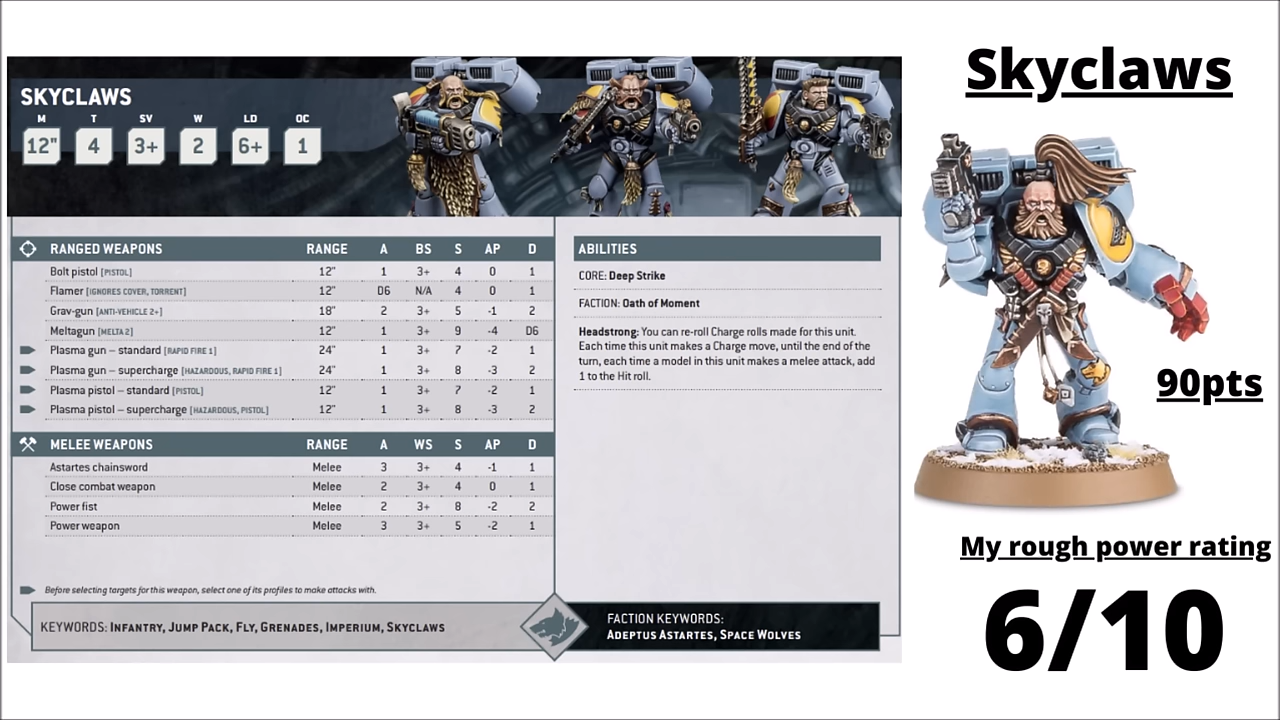 SKYCLAWS
M T SV W LD OC
12" 4 3+ 2 6+ 1
RANGED WEAPONS RANGE A BS S AP D
Bolt pistol [PISTOL] 12" 1 3+ 4 0 1
Flamer [IGNORES COVER, TORRENT] 12" D6 N/A 4 0 1
Grav-gun [ANTI-VEHICLE 2+] 18" 2 3+ 5 -1 2
Meltagun [MELTA 2] 12" 1 3+ 9 -4 D6
Plasma gun – standard [RAPID FIRE 1] 24" 1 3+ 7 -2 1
Plasma gun – supercharge [HAZARDOUS, RAPID FIRE 1] 24" 1 3+ 8 -3 2
Plasma pistol – standard [PISTOL] 12" 1 3+ 7 -2 1
Plasma pistol – supercharge [HAZARDOUS, PISTOL] 12" 1 3+ 8 -3 2
MELEE WEAPONS RANGE A WS S AP D
Astartes chainsword Melee 3 3+ 4 -1 1
Close combat weapon Melee 2 3+ 4 0 1
Power fist Melee 2 3+ 8 -2 2
Power weapon Melee 3 3+ 5 -2 1
Before selecting targets for this weapon, select one of its profiles to make attacks with.
ABILITIES
CORE: Deep Strike
FACTION: Oath of Moment
Headstrong: You can re-roll Charge rolls made for this unit.
Each time this unit makes a Charge move, until the end of the
turn, each time a model in this unit makes a melee attack, add
1 to the Hit roll.
KEYWORDS: INFANTRY, JUMP PACK, FLY, GRENADES, IMPERIUM, SKYCLAWS
FACTION KEYWORDS:
ADEPTUS ASTARTES, SPACE WOLVES
Skyclaws
90pts
My rough power rating
6/10